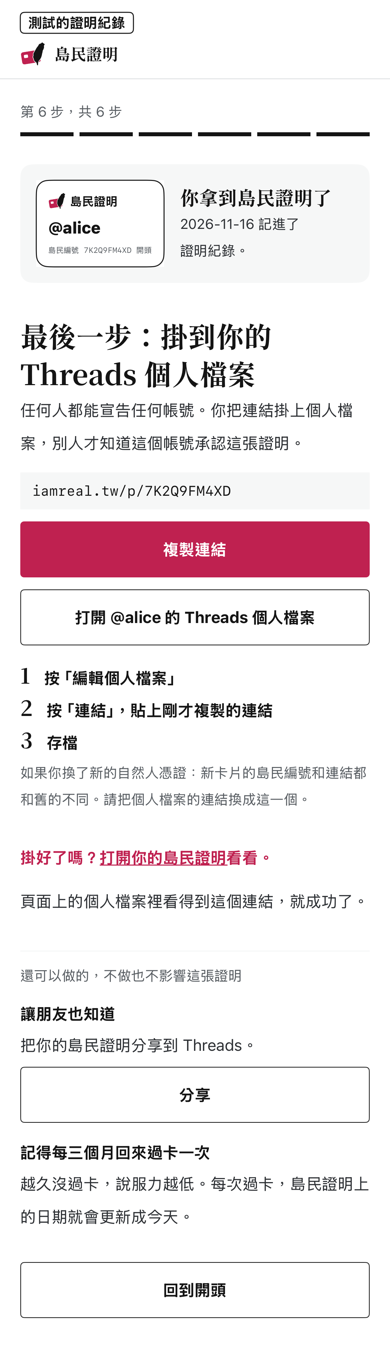 測試的證明紀錄
島民證明
第 6 步，共 6 步
島民證明
@alice
島民編號 7K2Q9FM4XD 開頭
你拿到島民證明了
2026-11-16 記進了
證明紀錄。
最後一步：掛到你的
Threads 個人檔案
任何人都能宣告任何帳號。你把連結掛上個人檔
案，別人才知道這個帳號承認這張證明。
iamreal.tw/p/7K2Q9FM4XD
複製連結
打開 @alice 的 Threads 個人檔案
1 按「編輯個人檔案」
2 按「連結」，貼上剛才複製的連結
3 存檔
如果你換了新的自然人憑證：新卡片的島民編號和連結都
和舊的不同。請把個人檔案的連結換成這一個。
掛好了嗎？打開你的島民證明看看。
頁面上的個人檔案裡看得到這個連結，就成功了。
還可以做的，不做也不影響這張證明
讓朋友也知道
把你的島民證明分享到 Threads。
分享
記得每三個月回來過卡一次
越久沒過卡，說服力越低。每次過卡，島民證明上
的日期就會更新成今天。
回到開頭